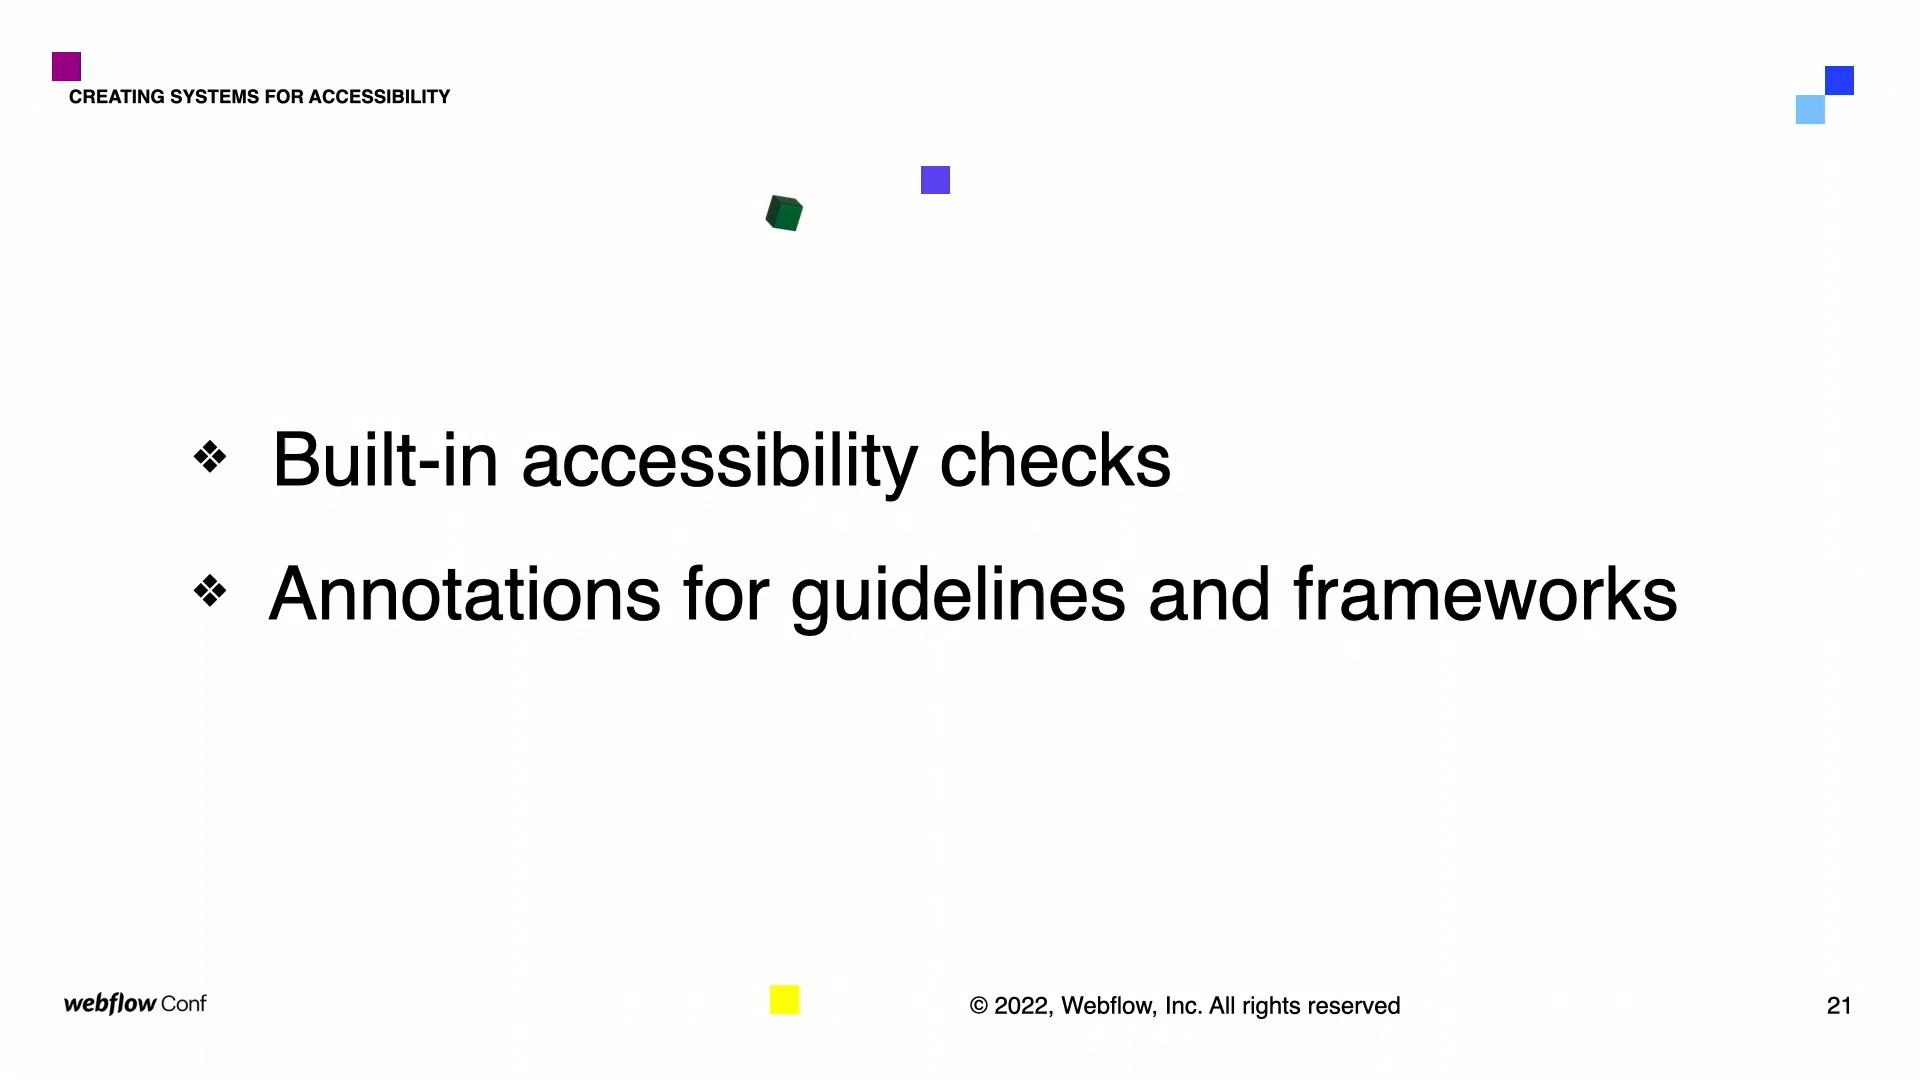 CREATING SYSTEMS FOR ACCESSIBILITY
❖ Built-in accessibility checks
❖ Annotations for guidelines and frameworks
webflow Conf
© 2022, Webflow, Inc. All rights reserved
21